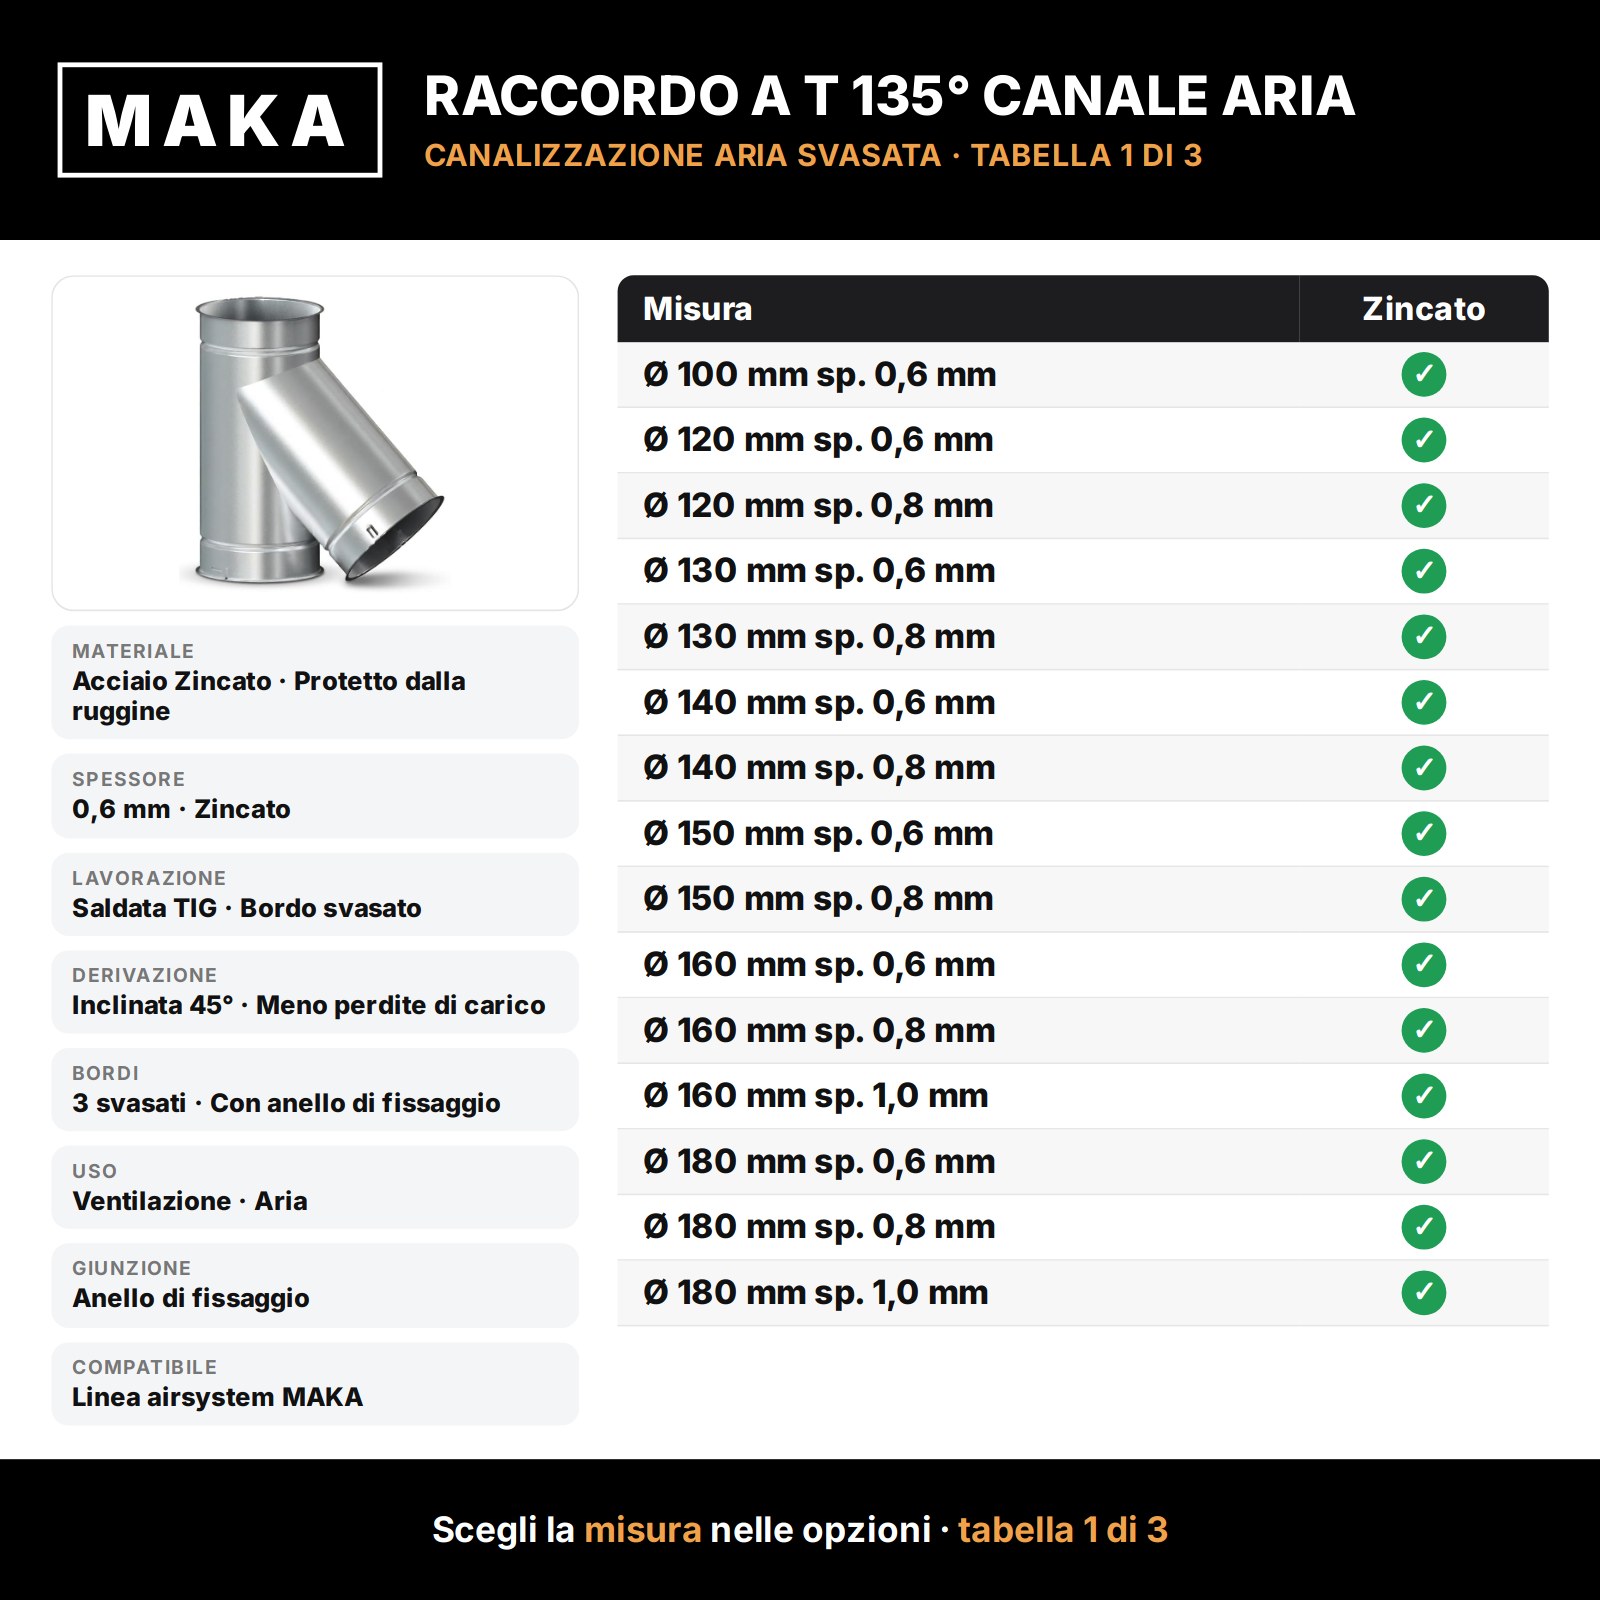 MAKA
RACCORDO A T 135° CANALE ARIA
CANALIZZAZIONE ARIA SVASATA · TABELLA 1 DI 3
MATERIALE
Acciaio Zincato · Protetto dalla
ruggine
SPESSORE
0,6 mm · Zincato
LAVORAZIONE
Saldata TIG · Bordo svasato
DERIVAZIONE
Inclinata 45° · Meno perdite di carico
BORDI
3 svasati · Con anello di fissaggio
USO
Ventilazione · Aria
GIUNZIONE
Anello di fissaggio
COMPATIBILE
Linea airsystem MAKA
Misura Zincato
Ø 100 mm sp. 0,6 mm ✓
Ø 120 mm sp. 0,6 mm ✓
Ø 120 mm sp. 0,8 mm ✓
Ø 130 mm sp. 0,6 mm ✓
Ø 130 mm sp. 0,8 mm ✓
Ø 140 mm sp. 0,6 mm ✓
Ø 140 mm sp. 0,8 mm ✓
Ø 150 mm sp. 0,6 mm ✓
Ø 150 mm sp. 0,8 mm ✓
Ø 160 mm sp. 0,6 mm ✓
Ø 160 mm sp. 0,8 mm ✓
Ø 160 mm sp. 1,0 mm ✓
Ø 180 mm sp. 0,6 mm ✓
Ø 180 mm sp. 0,8 mm ✓
Ø 180 mm sp. 1,0 mm ✓
Scegli la misura nelle opzioni · tabella 1 di 3